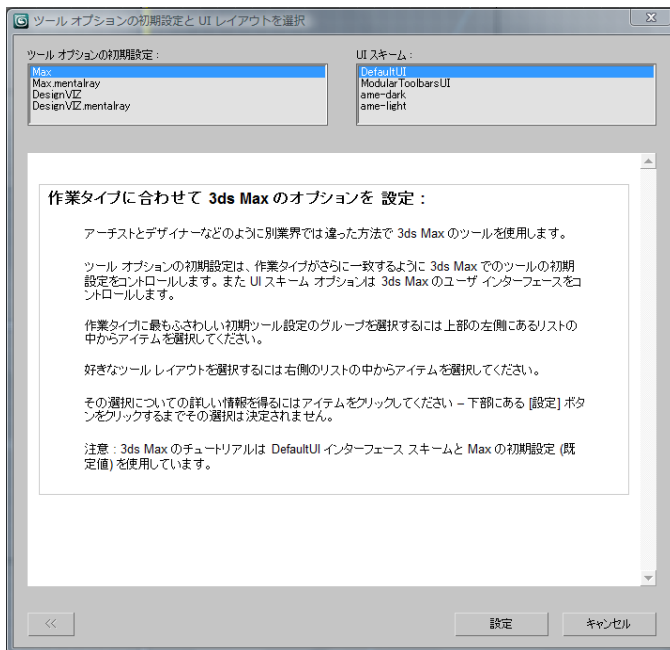 ツール オプションの初期設定と UI レイアウトを選択
ツール オプションの初期設定 :
UI スキーム :
Max
Max.mentalray
DesignVIZ
DesignVIZ.mentalray
DefaultUI
ModularToolbarsUI
ame-dark
ame-light
作業タイプに合わせて 3ds Max のオプションを 設定 :
アーチストとデザイナーなどのように別業界では違った方法で 3ds Max のツールを使用します。
ツール オプションの初期設定は、作業タイプがさらに一致するように 3ds Max でのツールの初期
設定をコントロールします。また UI スキーム オプションは 3ds Max のユーザ インターフェースをコ
ントロールします。
作業タイプに最もふさわしい初期ツール設定のグループを選択するには上部の左側にあるリストの
中からアイテムを選択してください。
好きなツール レイアウトを選択するには右側のリストの中からアイテムを選択してください。
その選択についての詳しい情報を得るにはアイテムをクリックしてください – 下部にある [設定] ボタ
ンをクリックするまでその選択は決定されません。
注意 : 3ds Max のチュートリアルは DefaultUI インターフェース スキームと Max の初期設定 (既
定値) を使用しています。
<<
設定
キャンセル